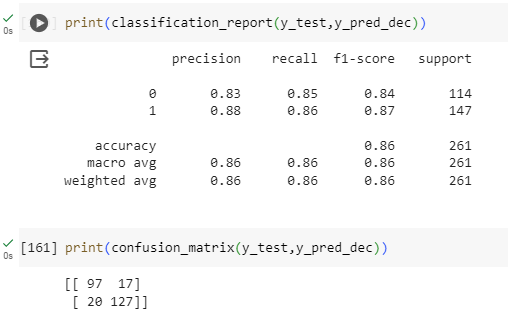 0s print(classification_report(y_test,y_pred_dec))
precision recall f1-score support
0 0.83 0.85 0.84 114
1 0.88 0.86 0.87 147
accuracy 0.86 261
macro avg 0.86 0.86 0.86 261
weighted avg 0.86 0.86 0.86 261
0s [161] print(confusion_matrix(y_test,y_pred_dec))
[[ 97 17]
[ 20 127]]